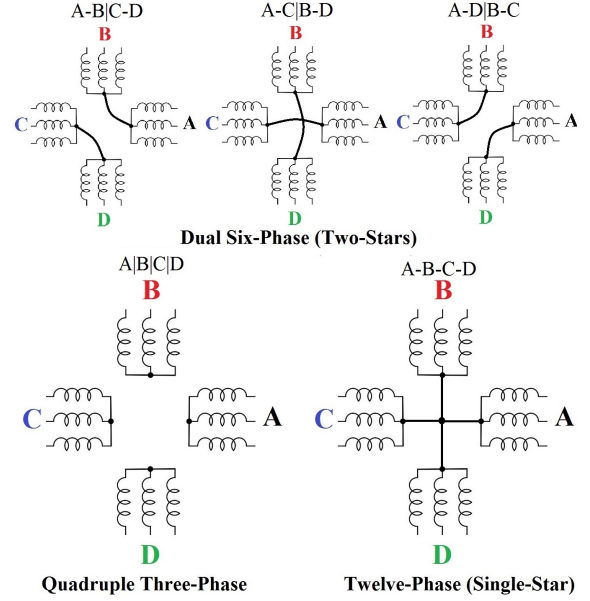 A-B|C-D
A-C|B-D
A-D|B-C
B
B
B
C
A
C
A
C
A
D
D
D
Dual Six-Phase (Two-Stars)
A|B|C|D
A-B-C-D
B
B
C
A
C
A
D
D
Quadruple Three-Phase
Twelve-Phase (Single-Star)